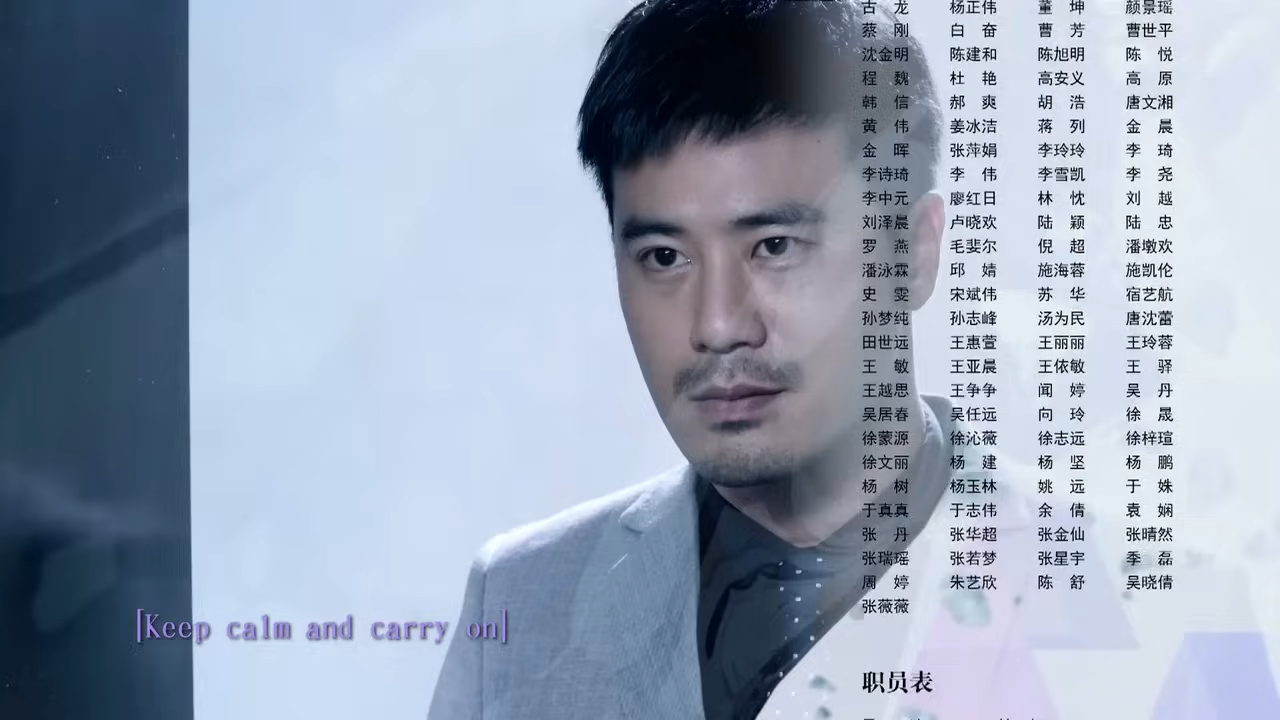 古　龙　杨正伟　董　坤　颜景瑶
蔡　刚　白　奋　曹　芳　曹世平
沈金明　陈建和　陈旭明　陈　悦
程　魏　杜　艳　高安义　高　原
韩　信　郝　爽　胡　浩　唐文湘
黄　伟　姜冰洁　蒋　列　金　晨
金　晖　张萍娟　李玲玲　李　琦
李诗琦　李　伟　李雪凯　李　尧
李中元　廖红日　林　忱　刘　越
刘泽晨　卢晓欢　陆　颖　陆　忠
罗　燕　毛斐尔　倪　超　潘墩欢
潘泳霖　邱　婧　施海蓉　施凯伦
史　雯　宋斌伟　苏　华　宿艺航
孙梦纯　孙志峰　汤为民　唐沈蕾
田世远　王惠萱　王丽丽　王玲蓉
王　敏　王亚晨　王依敏　王　驿
王越思　王争争　闻　婷　吴　丹
吴居春　吴任远　向　玲　徐　晟
徐蒙源　徐沁薇　徐志远　徐梓瑄
徐文丽　杨　建　杨　坚　杨　鹏
杨　树　杨玉林　姚　远　于　姝
于真真　于志伟　余　倩　袁　娴
张　丹　张华超　张金仙　张晴然
张瑞瑶　张若梦　张星宇　季　磊
周　婷　朱艺欣　陈　舒　吴晓倩
张薇薇
[Keep calm and carry on]
职员表